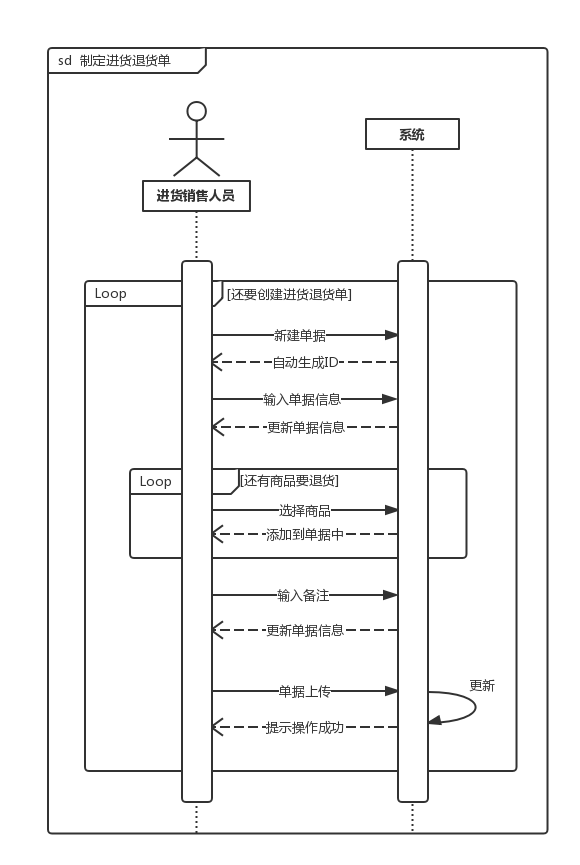 sd 制定进货退货单
系统
进货销售人员
Loop
[还要创建进货退货单]
新建单据
自动生成ID
输入单据信息
更新单据信息
Loop
[还有商品要退货]
选择商品
添加到单据中
输入备注
更新单据信息
更新
单据上传
提示操作成功